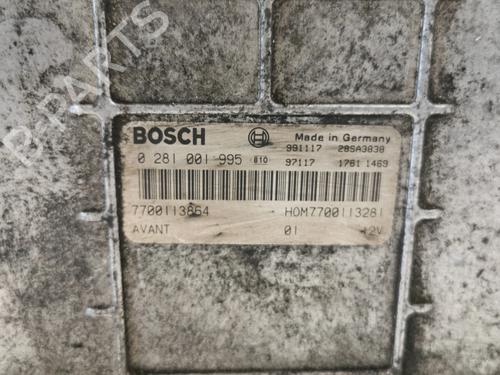 B-PARTS
BOSCH
Made in Germany
0 281 001 995 B10
991117 28SA3838
97117 1781 1469
7700113864 HOM7700113281
AVANT 01 12V